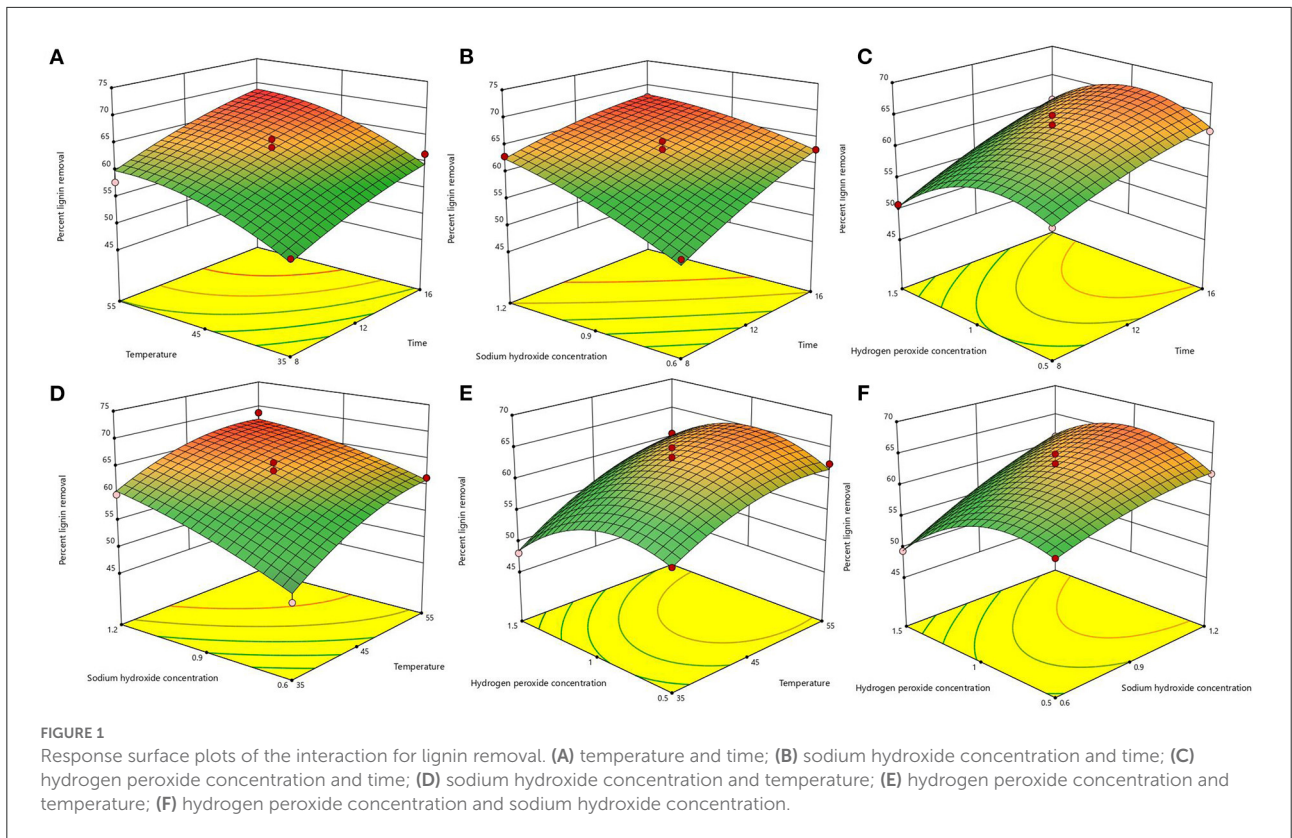 A
Percent lignin removal
75
70
65
60
55
50
45
55
45
35
8
12
16
Temperature
Time
B
Percent lignin removal
75
70
65
60
55
50
45
1.2
0.9
0.6
8
12
16
Sodium hydroxide concentration
Time
C
Percent lignin removal
70
65
60
55
50
45
1.5
1
0.5
8
12
16
Hydrogen peroxide concentration
Time
D
Percent lignin removal
75
70
65
60
55
50
45
1.2
0.9
0.6
35
45
55
Sodium hydroxide concentration
Temperature
E
Percent lignin removal
70
65
60
55
50
45
1.5
1
0.5
35
45
55
Hydrogen peroxide concentration
Temperature
F
Percent lignin removal
70
65
60
55
50
45
1.5
1
0.5
0.6
0.9
1.2
Hydrogen peroxide concentration
Sodium hydroxide concentration
FIGURE 1
Response surface plots of the interaction for lignin removal. (A) temperature and time; (B) sodium hydroxide concentration and time; (C)
hydrogen peroxide concentration and time; (D) sodium hydroxide concentration and temperature; (E) hydrogen peroxide concentration and
temperature; (F) hydrogen peroxide concentration and sodium hydroxide concentration.